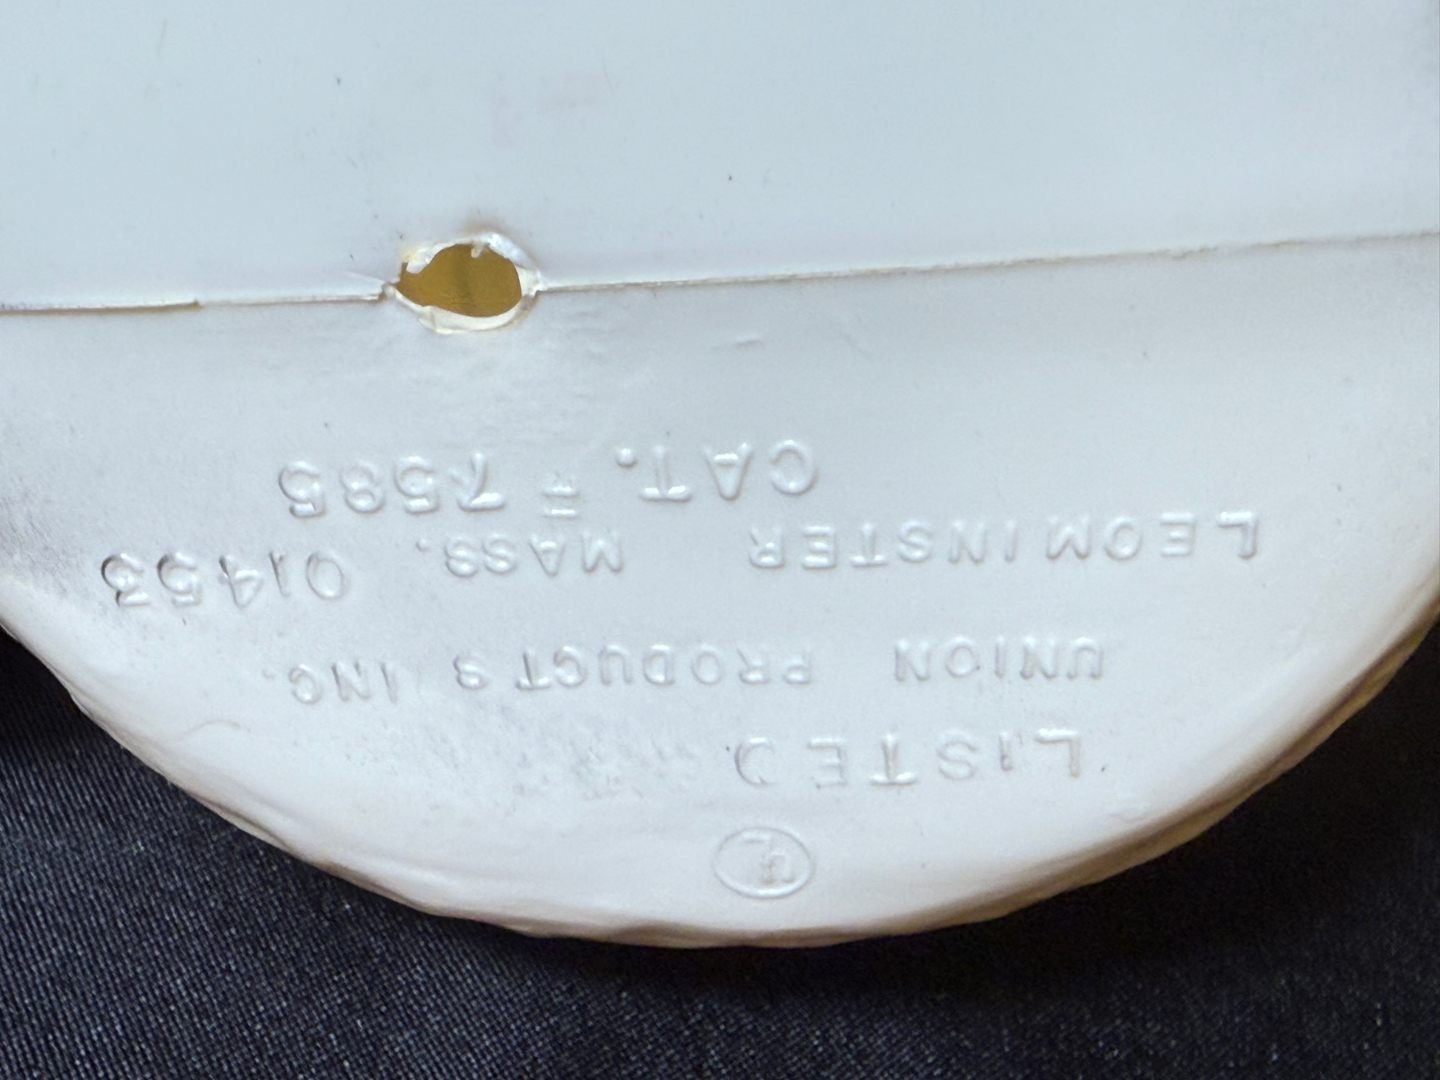 UL
LISTED
UNION PRODUCTS INC.
LEOMINSTER MASS. 01453
CAT. # 7585